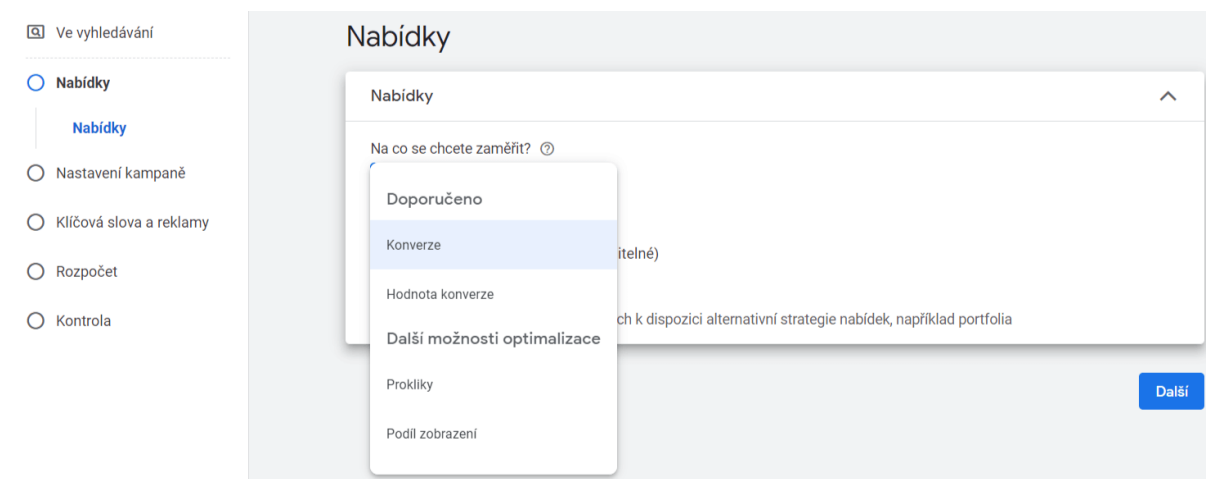 Ve vyhledávání
Nabídky
Nabídky
Nastavení kampaně
Klíčová slova a reklamy
Rozpočet
Kontrola
Nabídky
Nabídky
Na co se chcete zaměřit?
Doporučeno
Konverze
itelné)
Hodnota konverze
ch k dispozici alternativní strategie nabídek, například portfolia
Další možnosti optimalizace
Prokliky
Podíl zobrazení
Další